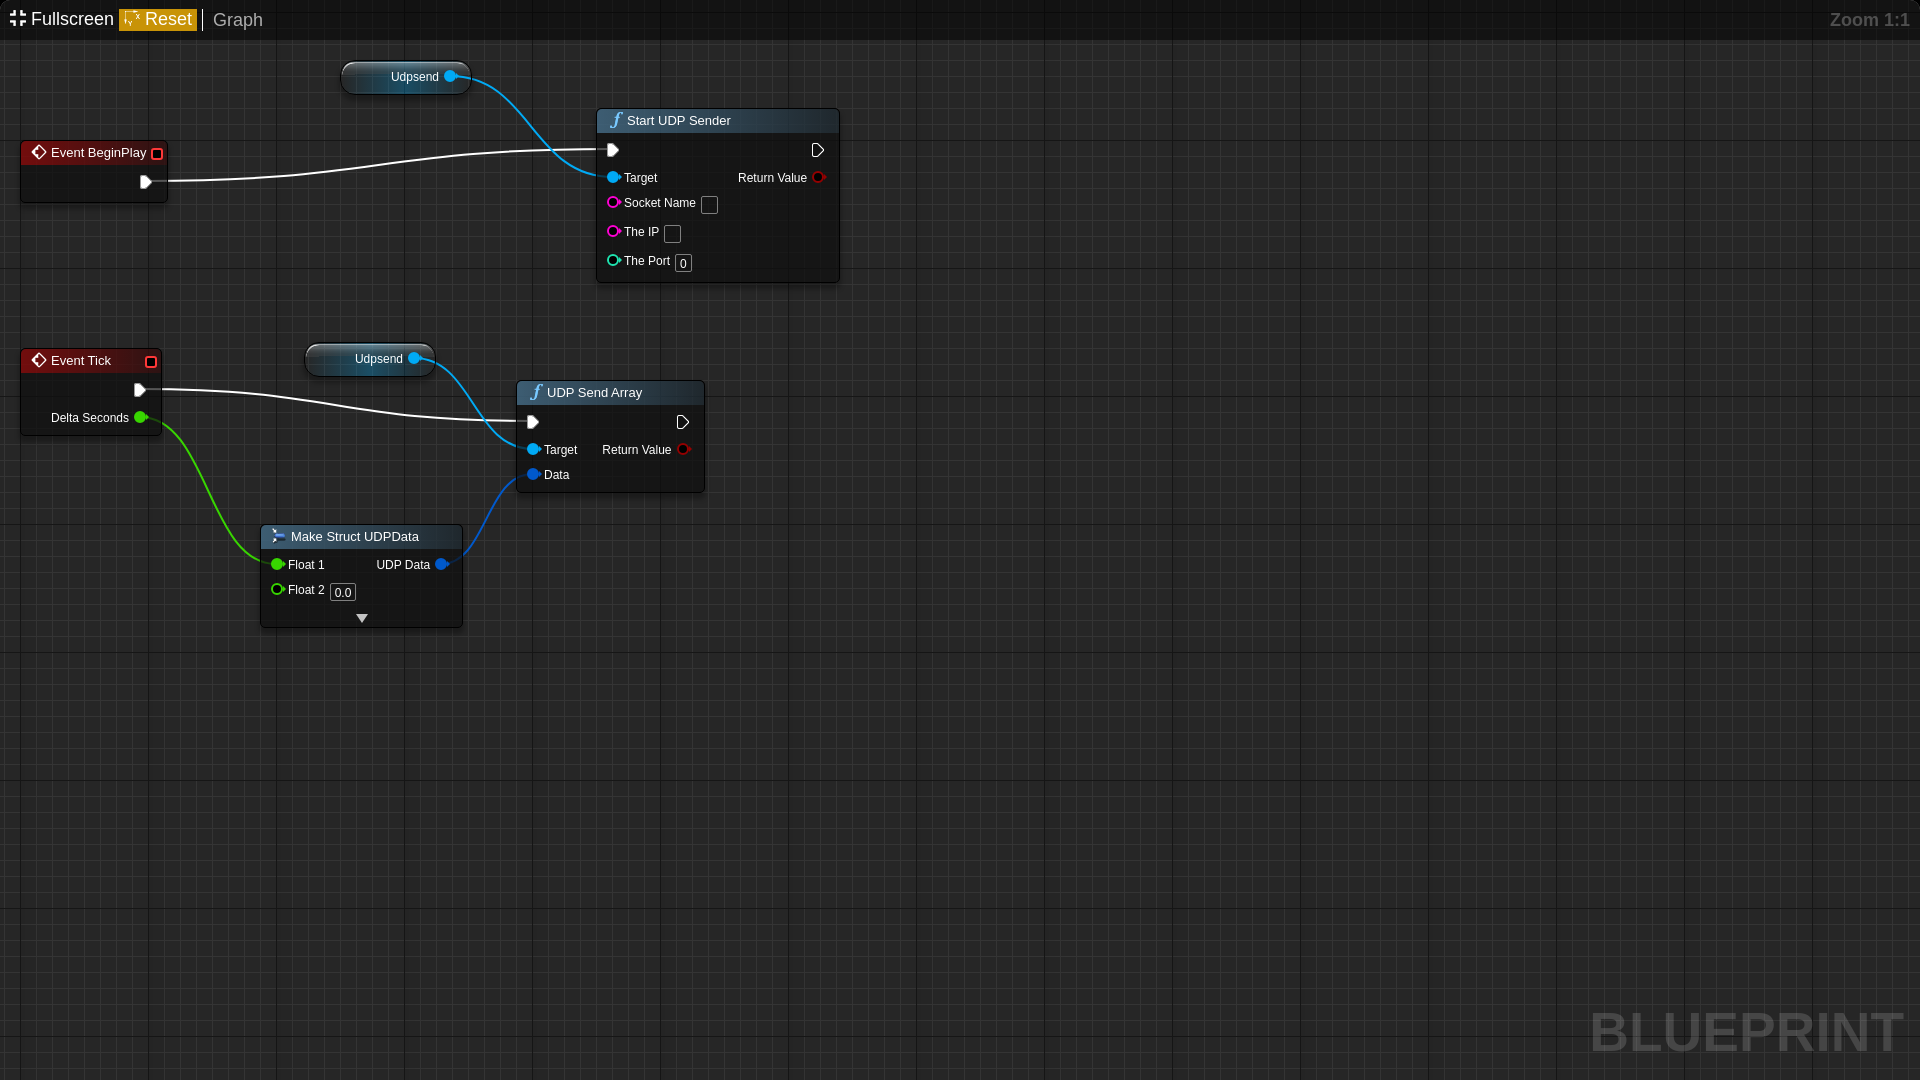 Fullscreen Reset Graph Zoom 1:1
Udpsend
Start UDP Sender
Target Return Value
Socket Name
The IP
The Port 0
Event BeginPlay
Event Tick
Delta Seconds
Udpsend
UDP Send Array
Target Return Value
Data
Make Struct UDPData
Float 1 UDP Data
Float 2 0.0
BLUEPRINT